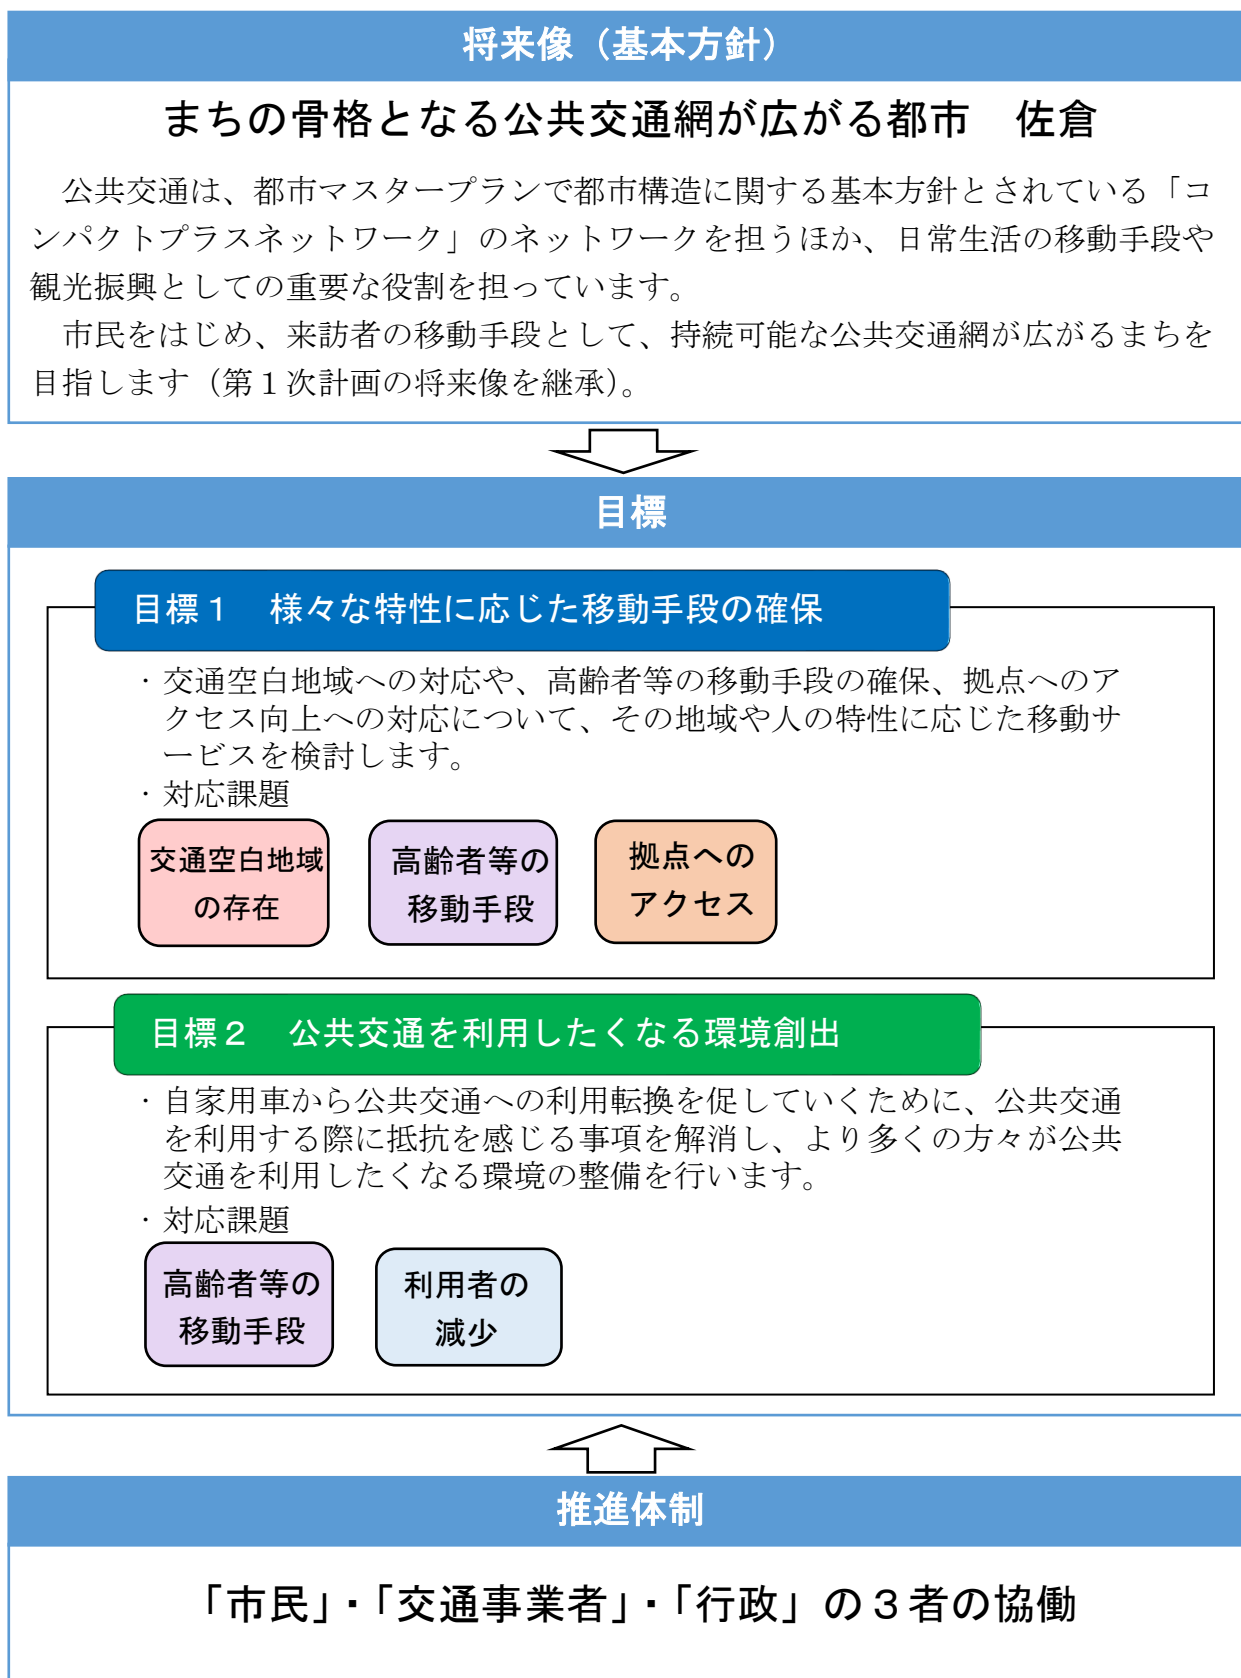 将来像（基本方針）
まちの骨格となる公共交通網が広がる都市　佐倉
　公共交通は、都市マスタープランで都市構造に関する基本方針とされている「コ
ンパクトプラスネットワーク」のネットワークを担うほか、日常生活の移動手段や
観光振興としての重要な役割を担っています。
　市民をはじめ、来訪者の移動手段として、持続可能な公共交通網が広がるまちを
目指します（第１次計画の将来像を継承）。
目標
目標１　様々な特性に応じた移動手段の確保
・交通空白地域への対応や、高齢者等の移動手段の確保、拠点へのア
クセス向上への対応について、その地域や人の特性に応じた移動サ
ービスを検討します。
・対応課題
交通空白地域
の存在
高齢者等の
移動手段
拠点への
アクセス
目標２　公共交通を利用したくなる環境創出
・自家用車から公共交通への利用転換を促していくために、公共交通
を利用する際に抵抗を感じる事項を解消し、より多くの方々が公共
交通を利用したくなる環境の整備を行います。
・対応課題
高齢者等の
移動手段
利用者の
減少
推進体制
「市民」・「交通事業者」・「行政」の３者の協働